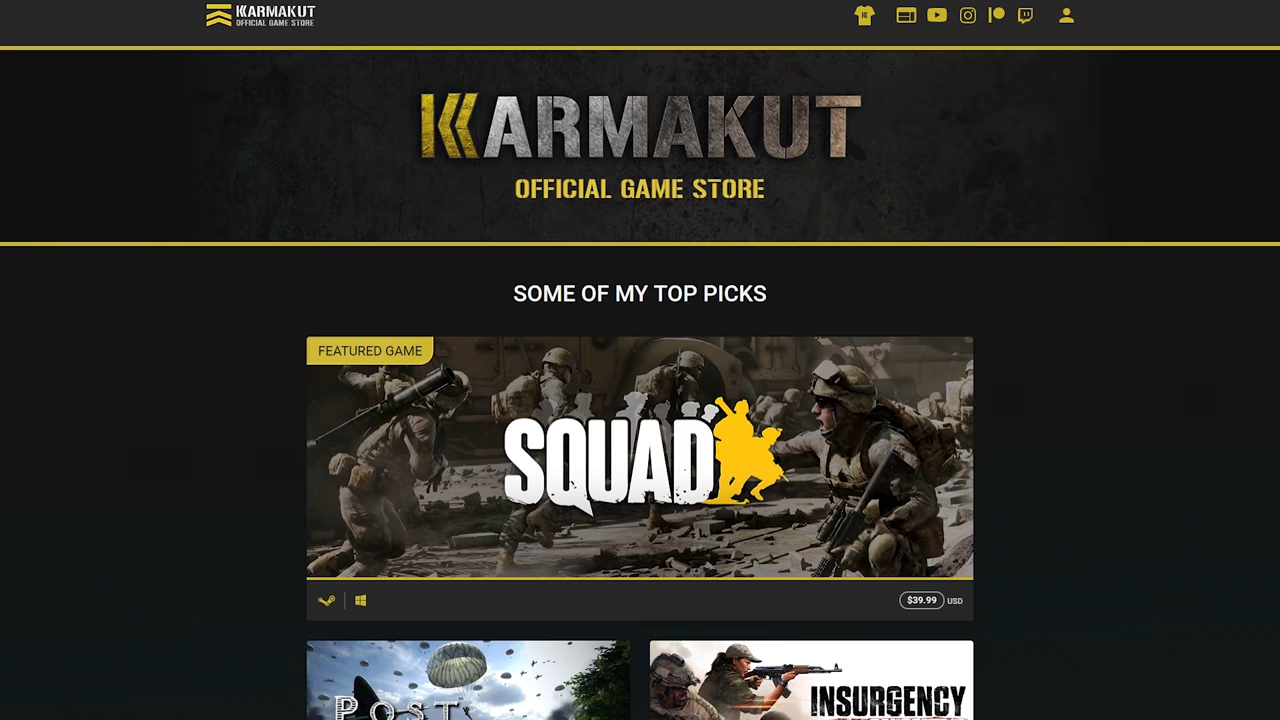 KARMAKUT
OFFICIAL GAME STORE
KARMAKUT
OFFICIAL GAME STORE
SOME OF MY TOP PICKS
FEATURED GAME
SQUAD
$39.99 USD
POST
INSURGENCY